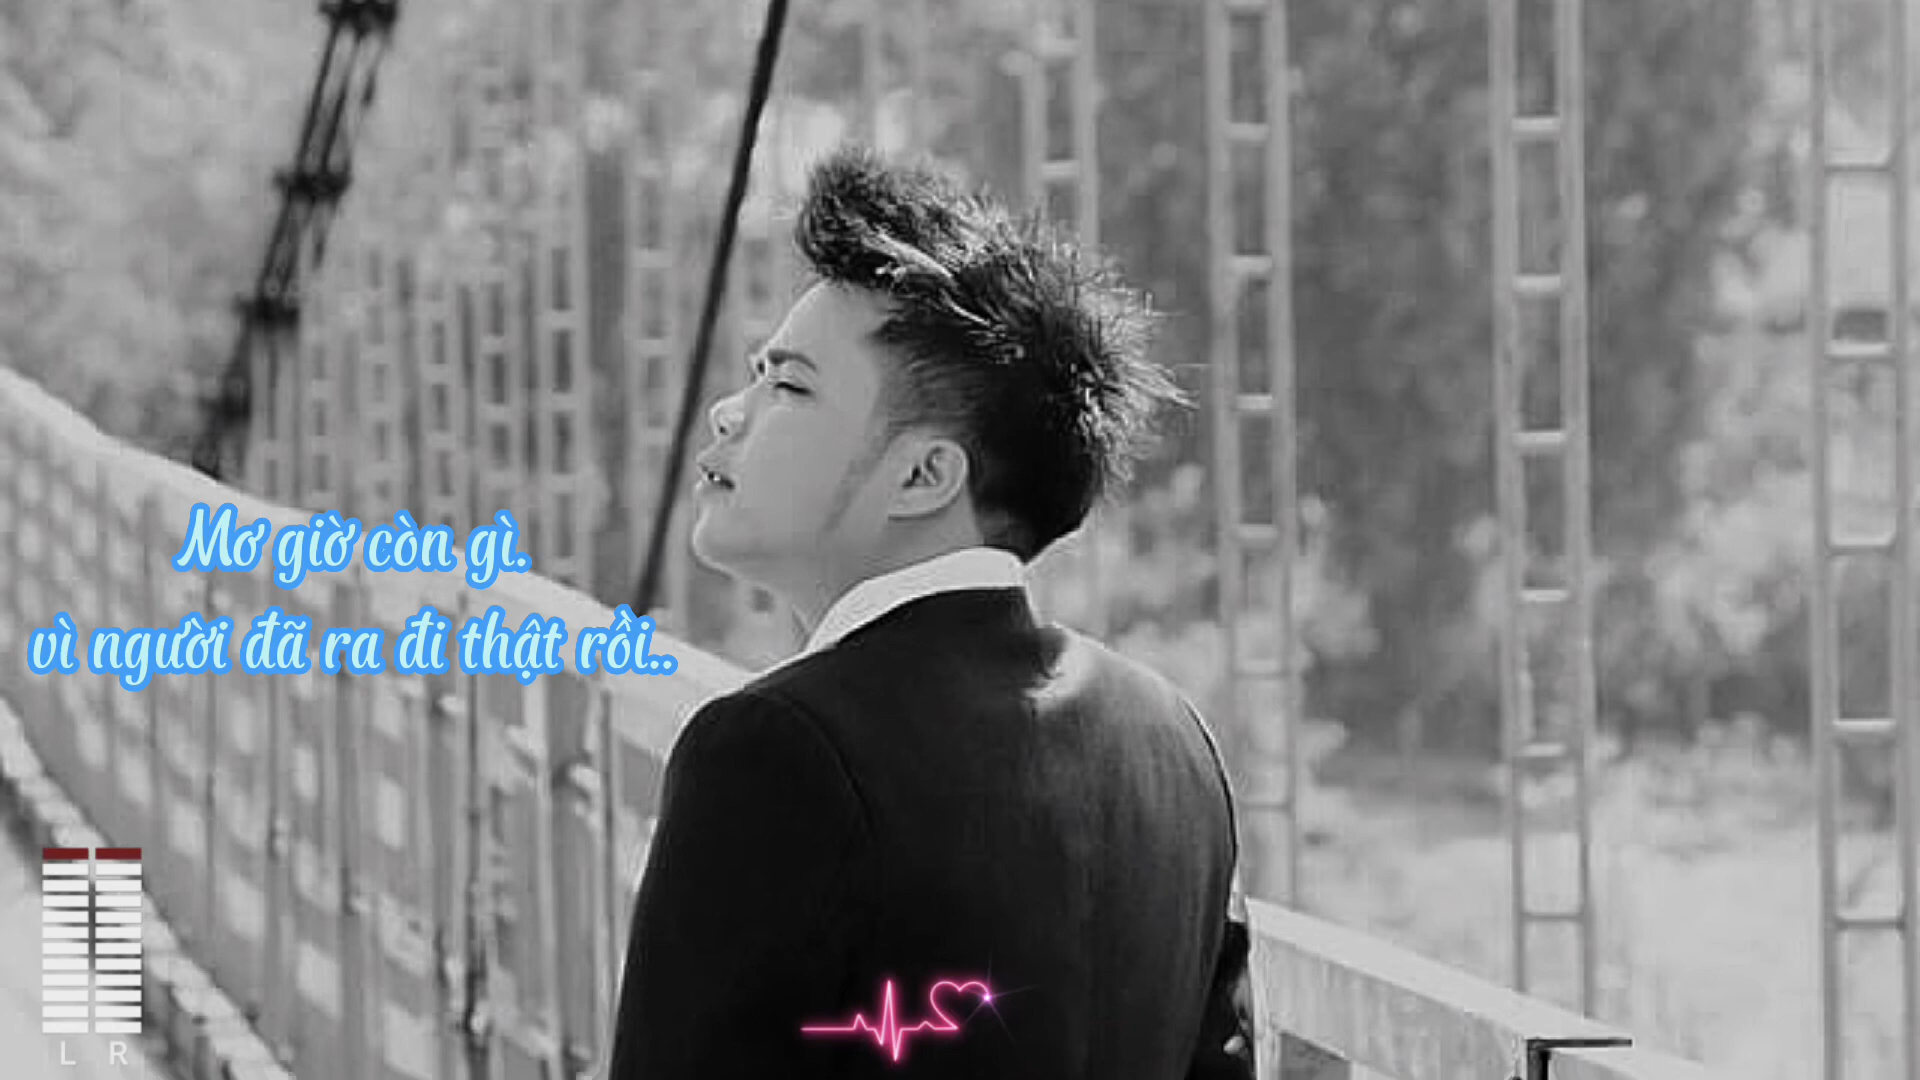 Mơ giờ còn gì.
vì người đã ra đi thật rồi..
L R